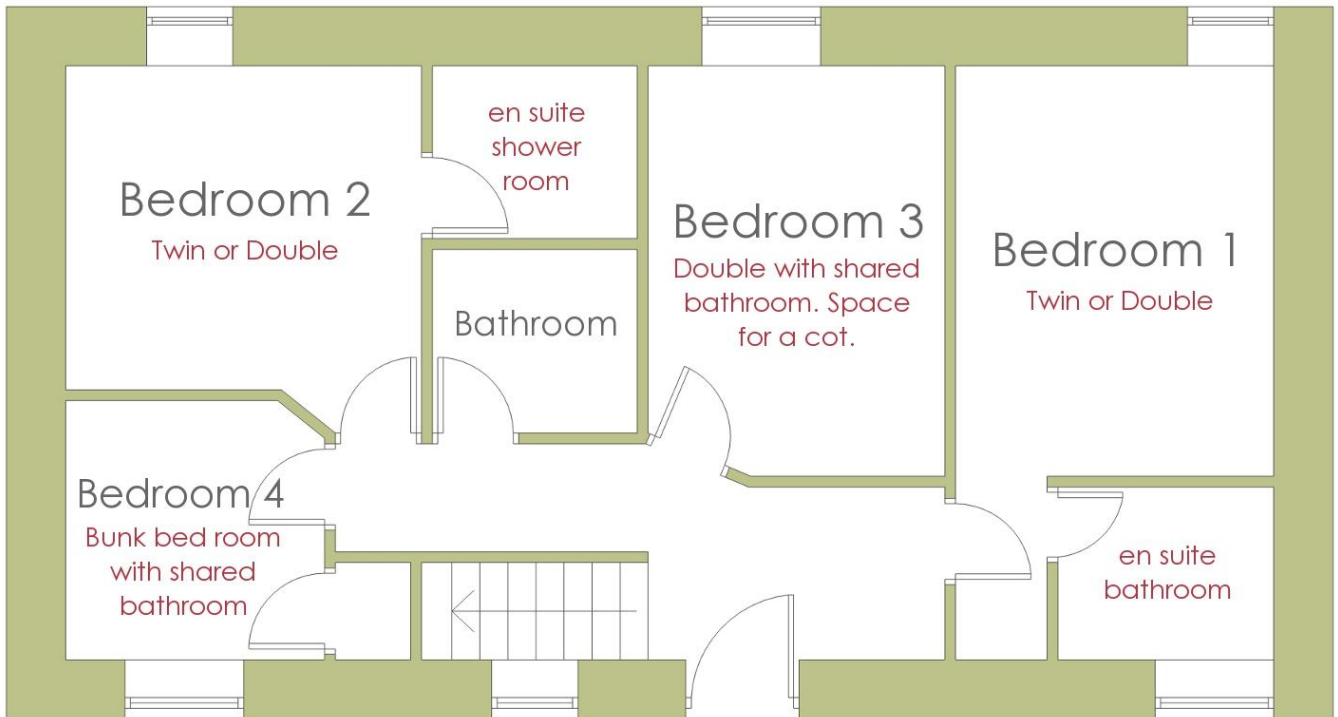 Bedroom 2
Twin or Double
en suite
shower
room
Bathroom
Bedroom 3
Double with shared
bathroom. Space
for a cot.
Bedroom 1
Twin or Double
Bedroom 4
Bunk bed room
with shared
bathroom
en suite
bathroom